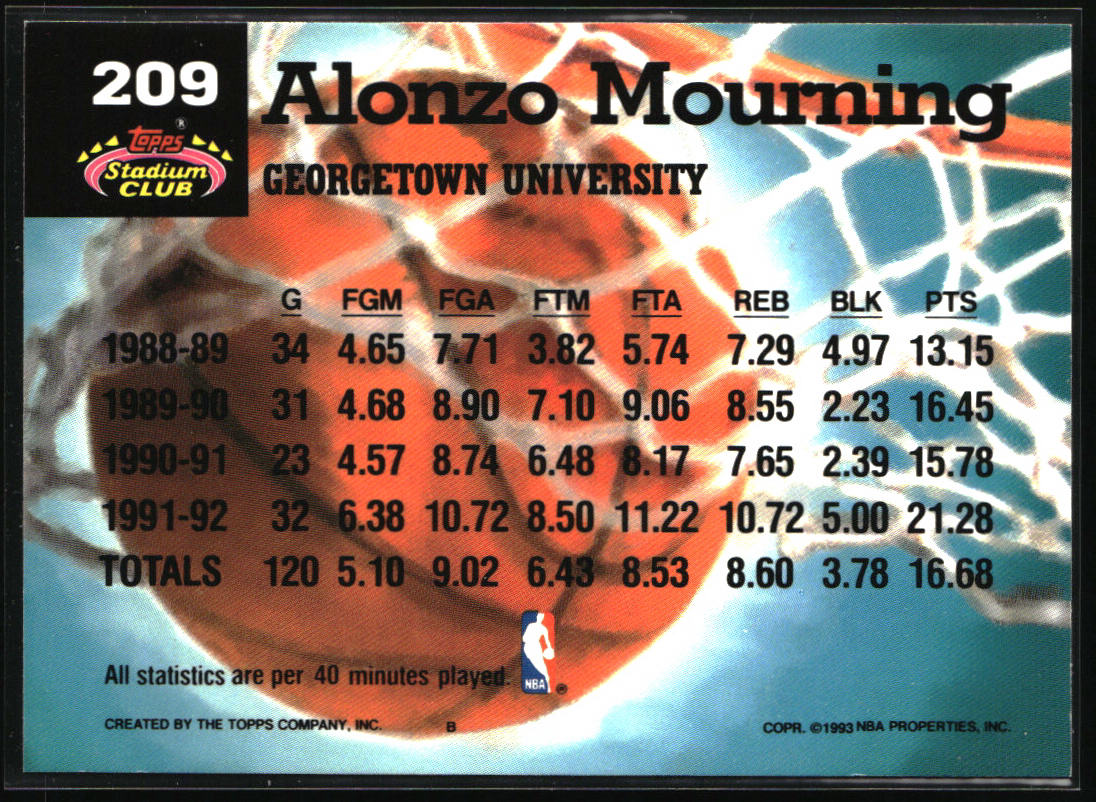 209
Alonzo Mourning
Topps®
Stadium
CLUB
GEORGETOWN UNIVERSITY
G FGM FGA FTM FTA REB BLK PTS
1988-89 34 4.65 7.71 3.82 5.74 7.29 4.97 13.15
1989-90 31 4.68 8.90 7.10 9.06 8.55 2.23 16.45
1990-91 23 4.57 8.74 6.48 8.17 7.65 2.39 15.78
1991-92 32 6.38 10.72 8.50 11.22 10.72 5.00 21.28
TOTALS 120 5.10 9.02 6.43 8.53 8.60 3.78 16.68
All statistics are per 40 minutes played.
NBA ®
CREATED BY THE TOPPS COMPANY, INC. B COPR. ©1993 NBA PROPERTIES, INC.